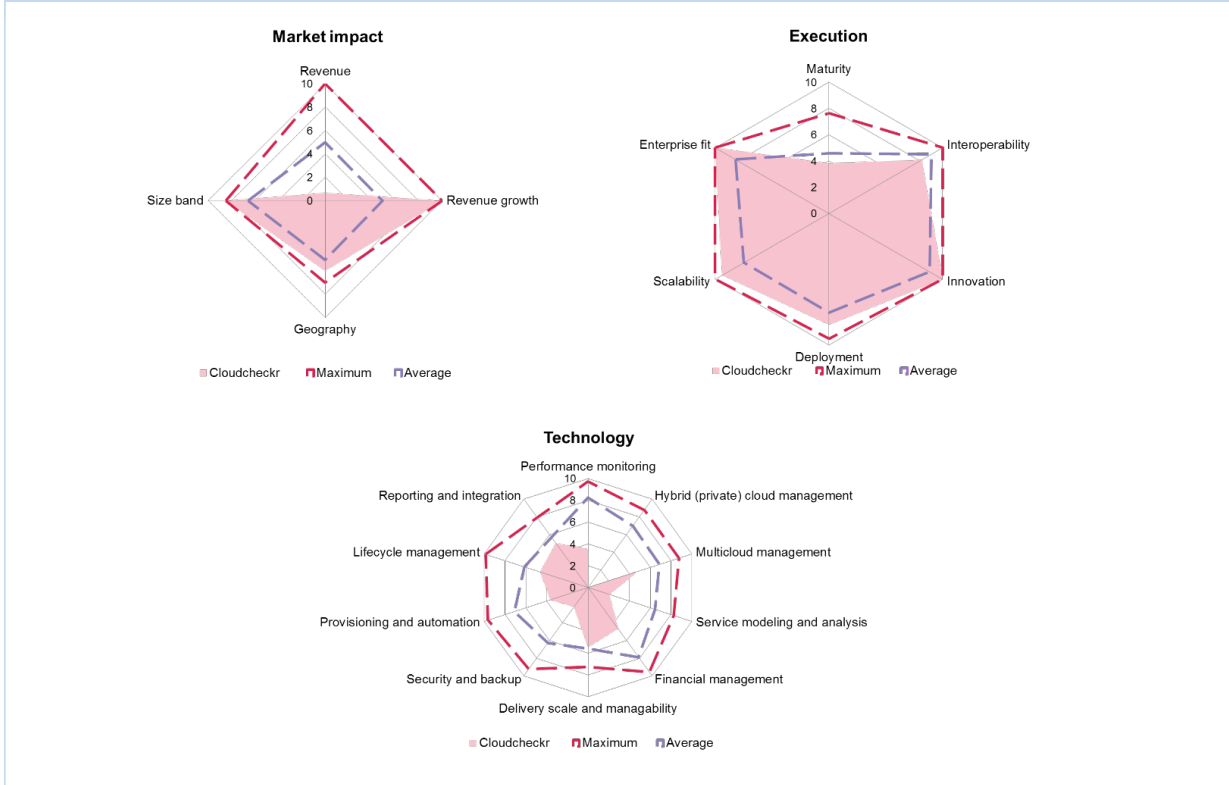 Market impact
Revenue
10
8
6
4
2
0
Size band
Revenue growth
Geography
Cloudcheckr Maximum Average
Execution
Maturity
10
8
6
4
2
0
Enterprise fit
Interoperability
Scalability
Innovation
Deployment
Cloudcheckr Maximum Average
Technology
Performance monitoring
10
8
6
4
2
0
Reporting and integration
Hybrid (private) cloud management
Lifecycle management
Multicloud management
Provisioning and automation
Service modeling and analysis
Security and backup
Financial management
Delivery scale and managability
Cloudcheckr Maximum Average